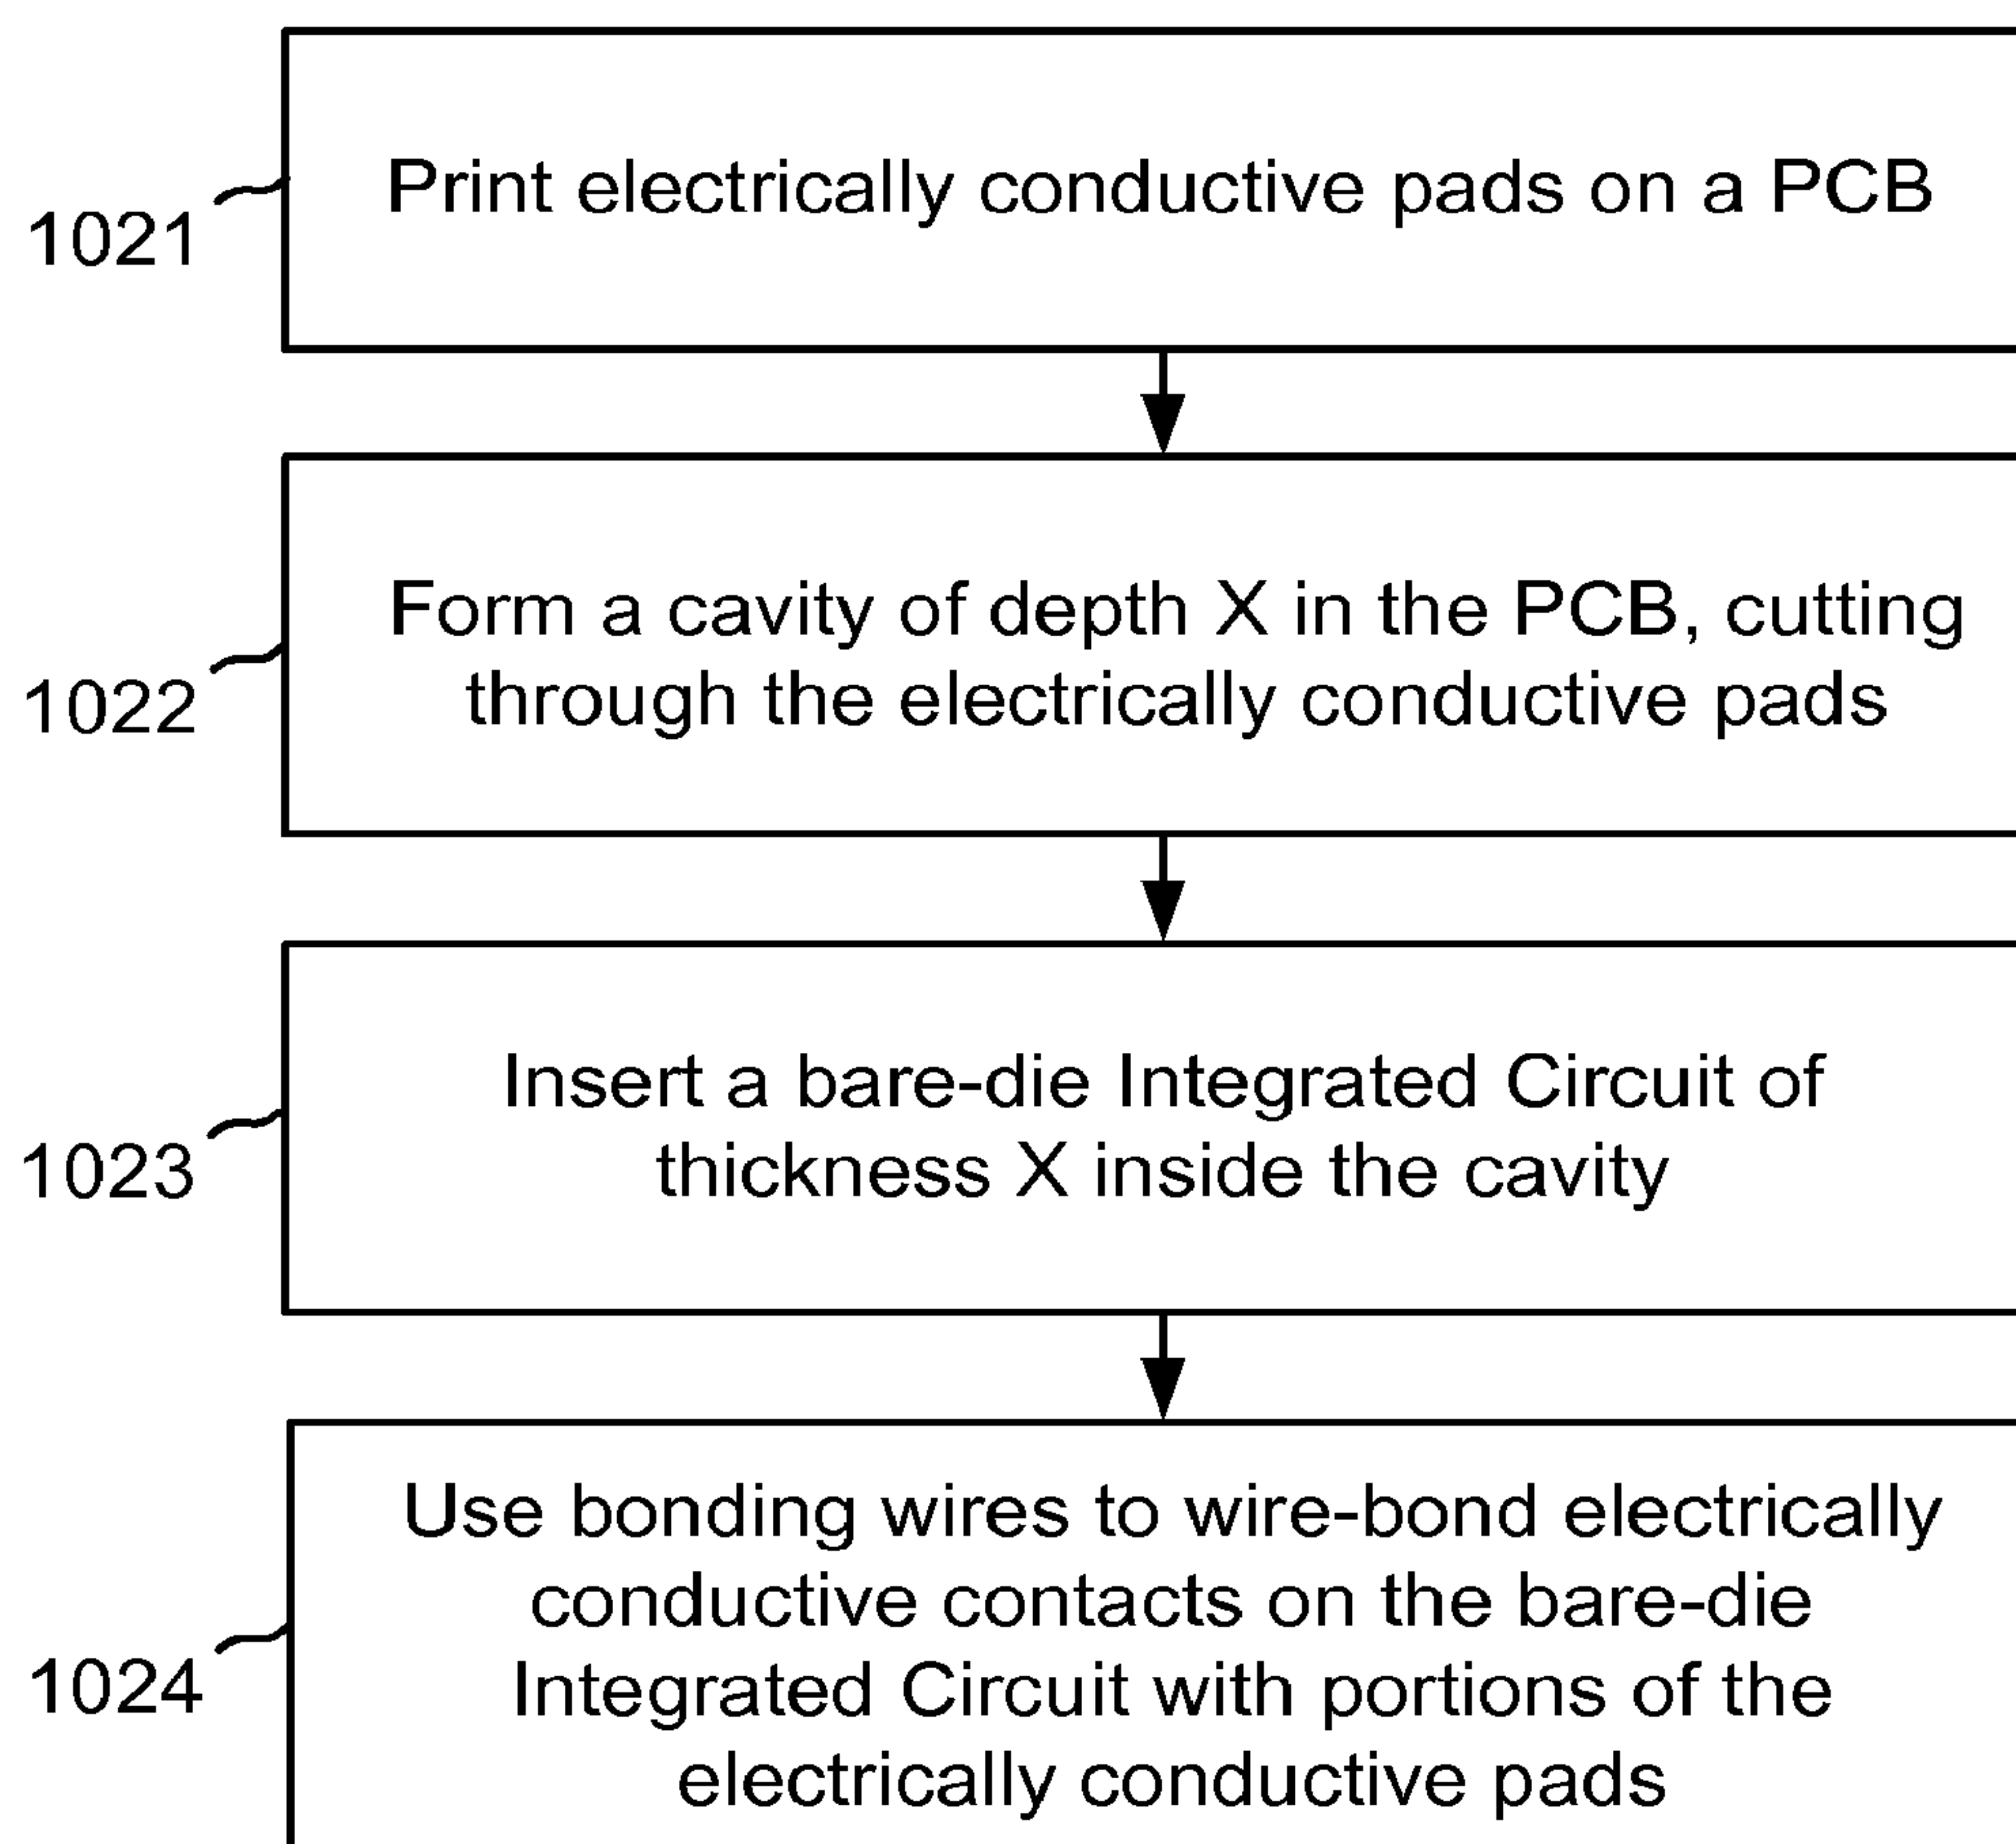 Print electrically conductive pads on a PCB
1021
Form a cavity of depth X in the PCB, cutting
through the electrically conductive pads
1022
Insert a bare-die Integrated Circuit of
thickness X inside the cavity
1023
Use bonding wires to wire-bond electrically
conductive contacts on the bare-die
Integrated Circuit with portions of the
electrically conductive pads
1024